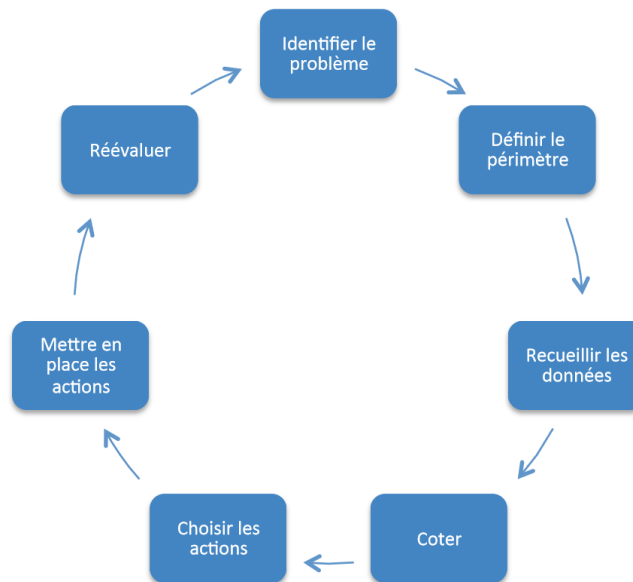 Identifier le
problème
Définir le
périmètre
Recueillir les
données
Coter
Choisir les
actions
Mettre en
place les
actions
Réévaluer